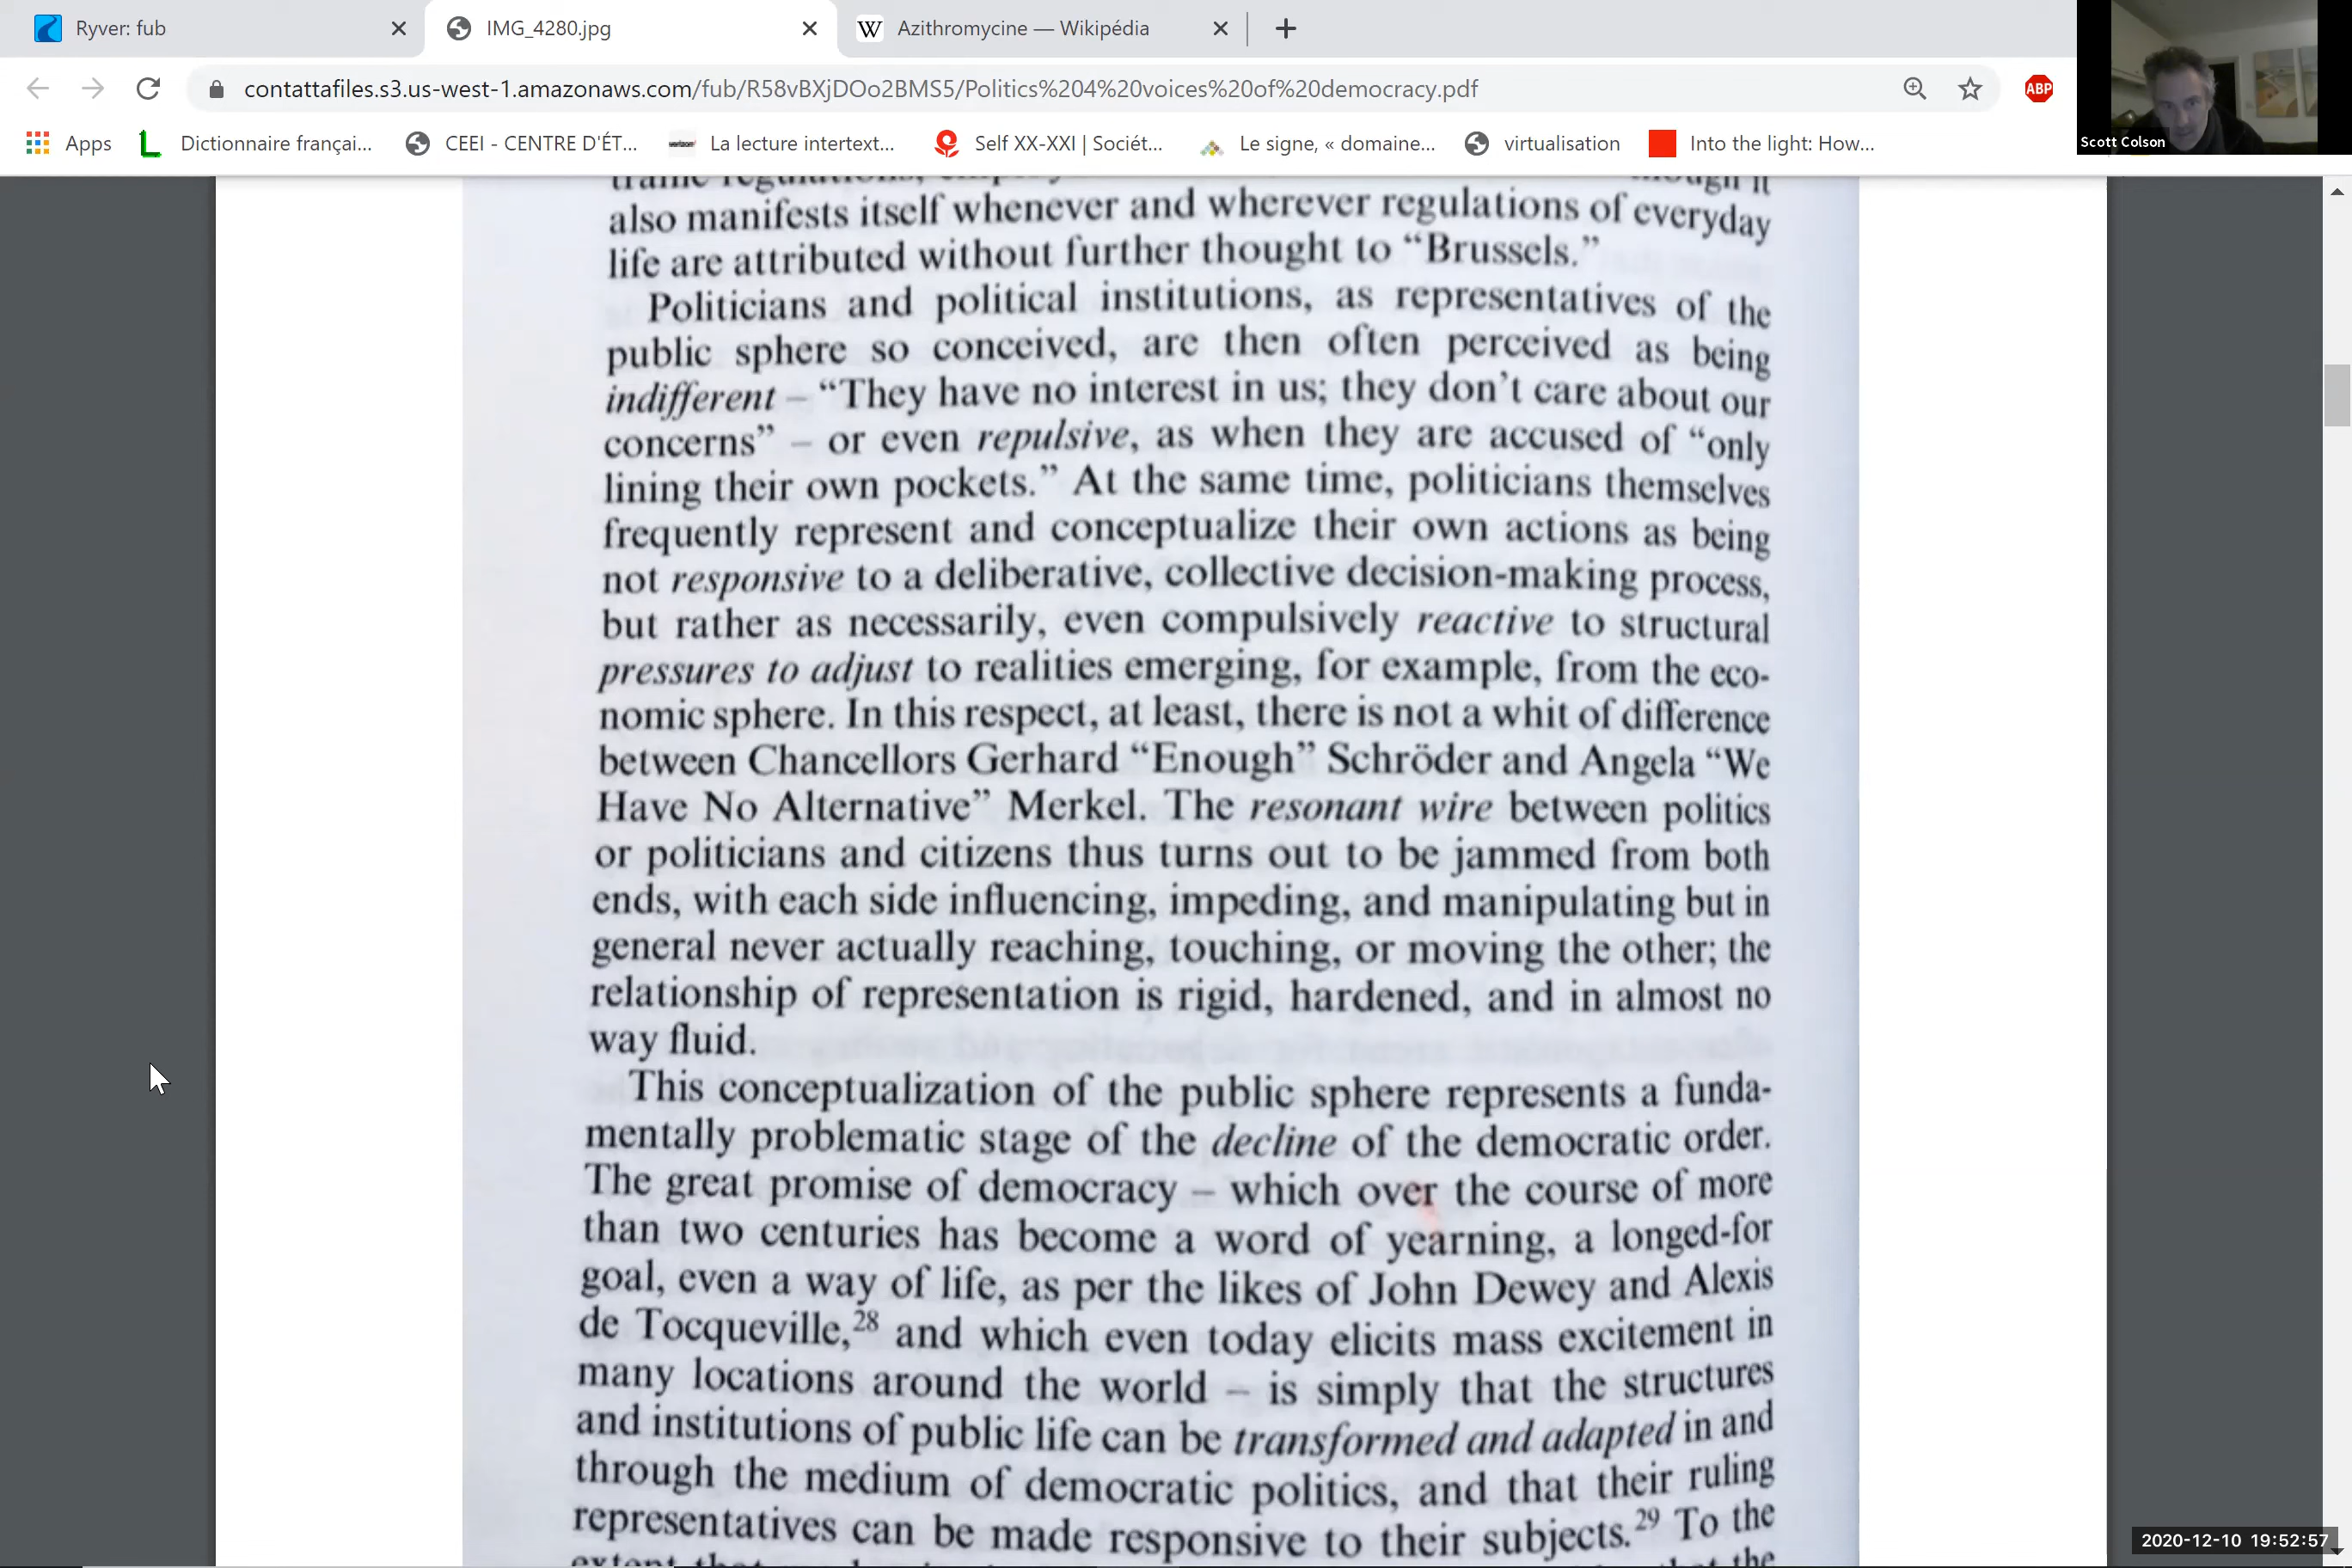 Ryver: fub
IMG_4280.jpg
W Azithromycine — Wikipédia
contattafiles.s3.us-west-1.amazonaws.com/fub/R58vBXjDOo2BMS5/Politics%204%20voices%20of%20democracy.pdf
ABP
Apps
L Dictionnaire françai...
CEEI - CENTRE D'ÉT...
La lecture intertext...
Self XX-XXI | Sociét...
Le signe, « domaine...
virtualisation
Into the light: How...
Scott Colson
also manifests itself whenever and wherever regulations of everyday
life are attributed without further thought to “Brussels.”
Politicians and political institutions, as representatives of the
public sphere so conceived, are then often perceived as being
indifferent – “They have no interest in us; they don’t care about our
concerns” – or even repulsive, as when they are accused of “only
lining their own pockets.” At the same time, politicians themselves
frequently represent and conceptualize their own actions as being
not responsive to a deliberative, collective decision-making process,
but rather as necessarily, even compulsively reactive to structural
pressures to adjust to realities emerging, for example, from the eco-
nomic sphere. In this respect, at least, there is not a whit of difference
between Chancellors Gerhard “Enough” Schröder and Angela “We
Have No Alternative” Merkel. The resonant wire between politics
or politicians and citizens thus turns out to be jammed from both
ends, with each side influencing, impeding, and manipulating but in
general never actually reaching, touching, or moving the other; the
relationship of representation is rigid, hardened, and in almost no
way fluid.
This conceptualization of the public sphere represents a funda-
mentally problematic stage of the decline of the democratic order.
The great promise of democracy – which over the course of more
than two centuries has become a word of yearning, a longed-for
goal, even a way of life, as per the likes of John Dewey and Alexis
de Tocqueville,28 and which even today elicits mass excitement in
many locations around the world – is simply that the structures
and institutions of public life can be transformed and adapted in and
through the medium of democratic politics, and that their ruling
representatives can be made responsive to their subjects.29 To the
2020-12-10 19:52:57